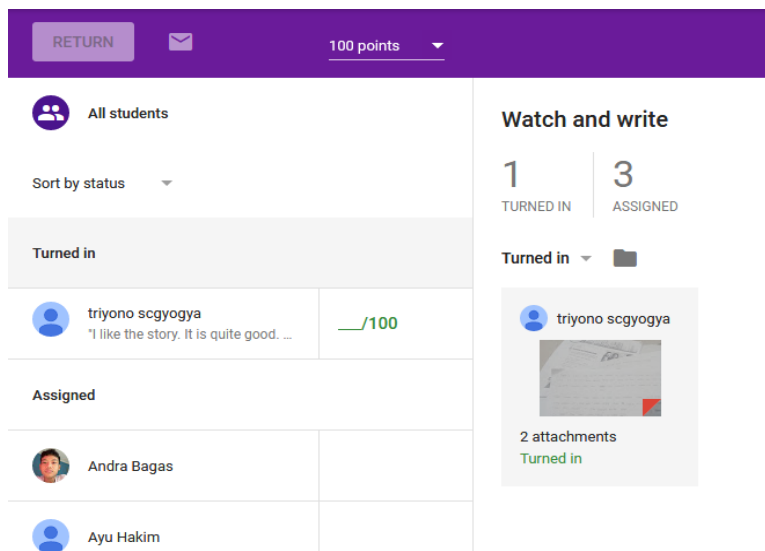 RETURN
100 points
All students
Sort by status
Turned in
triyono scgyogya
"I like the story. It is quite good. ...
___/100
Assigned
Andra Bagas
Ayu Hakim
Watch and write
1
TURNED IN
3
ASSIGNED
Turned in
triyono scgyogya
2 attachments
Turned in